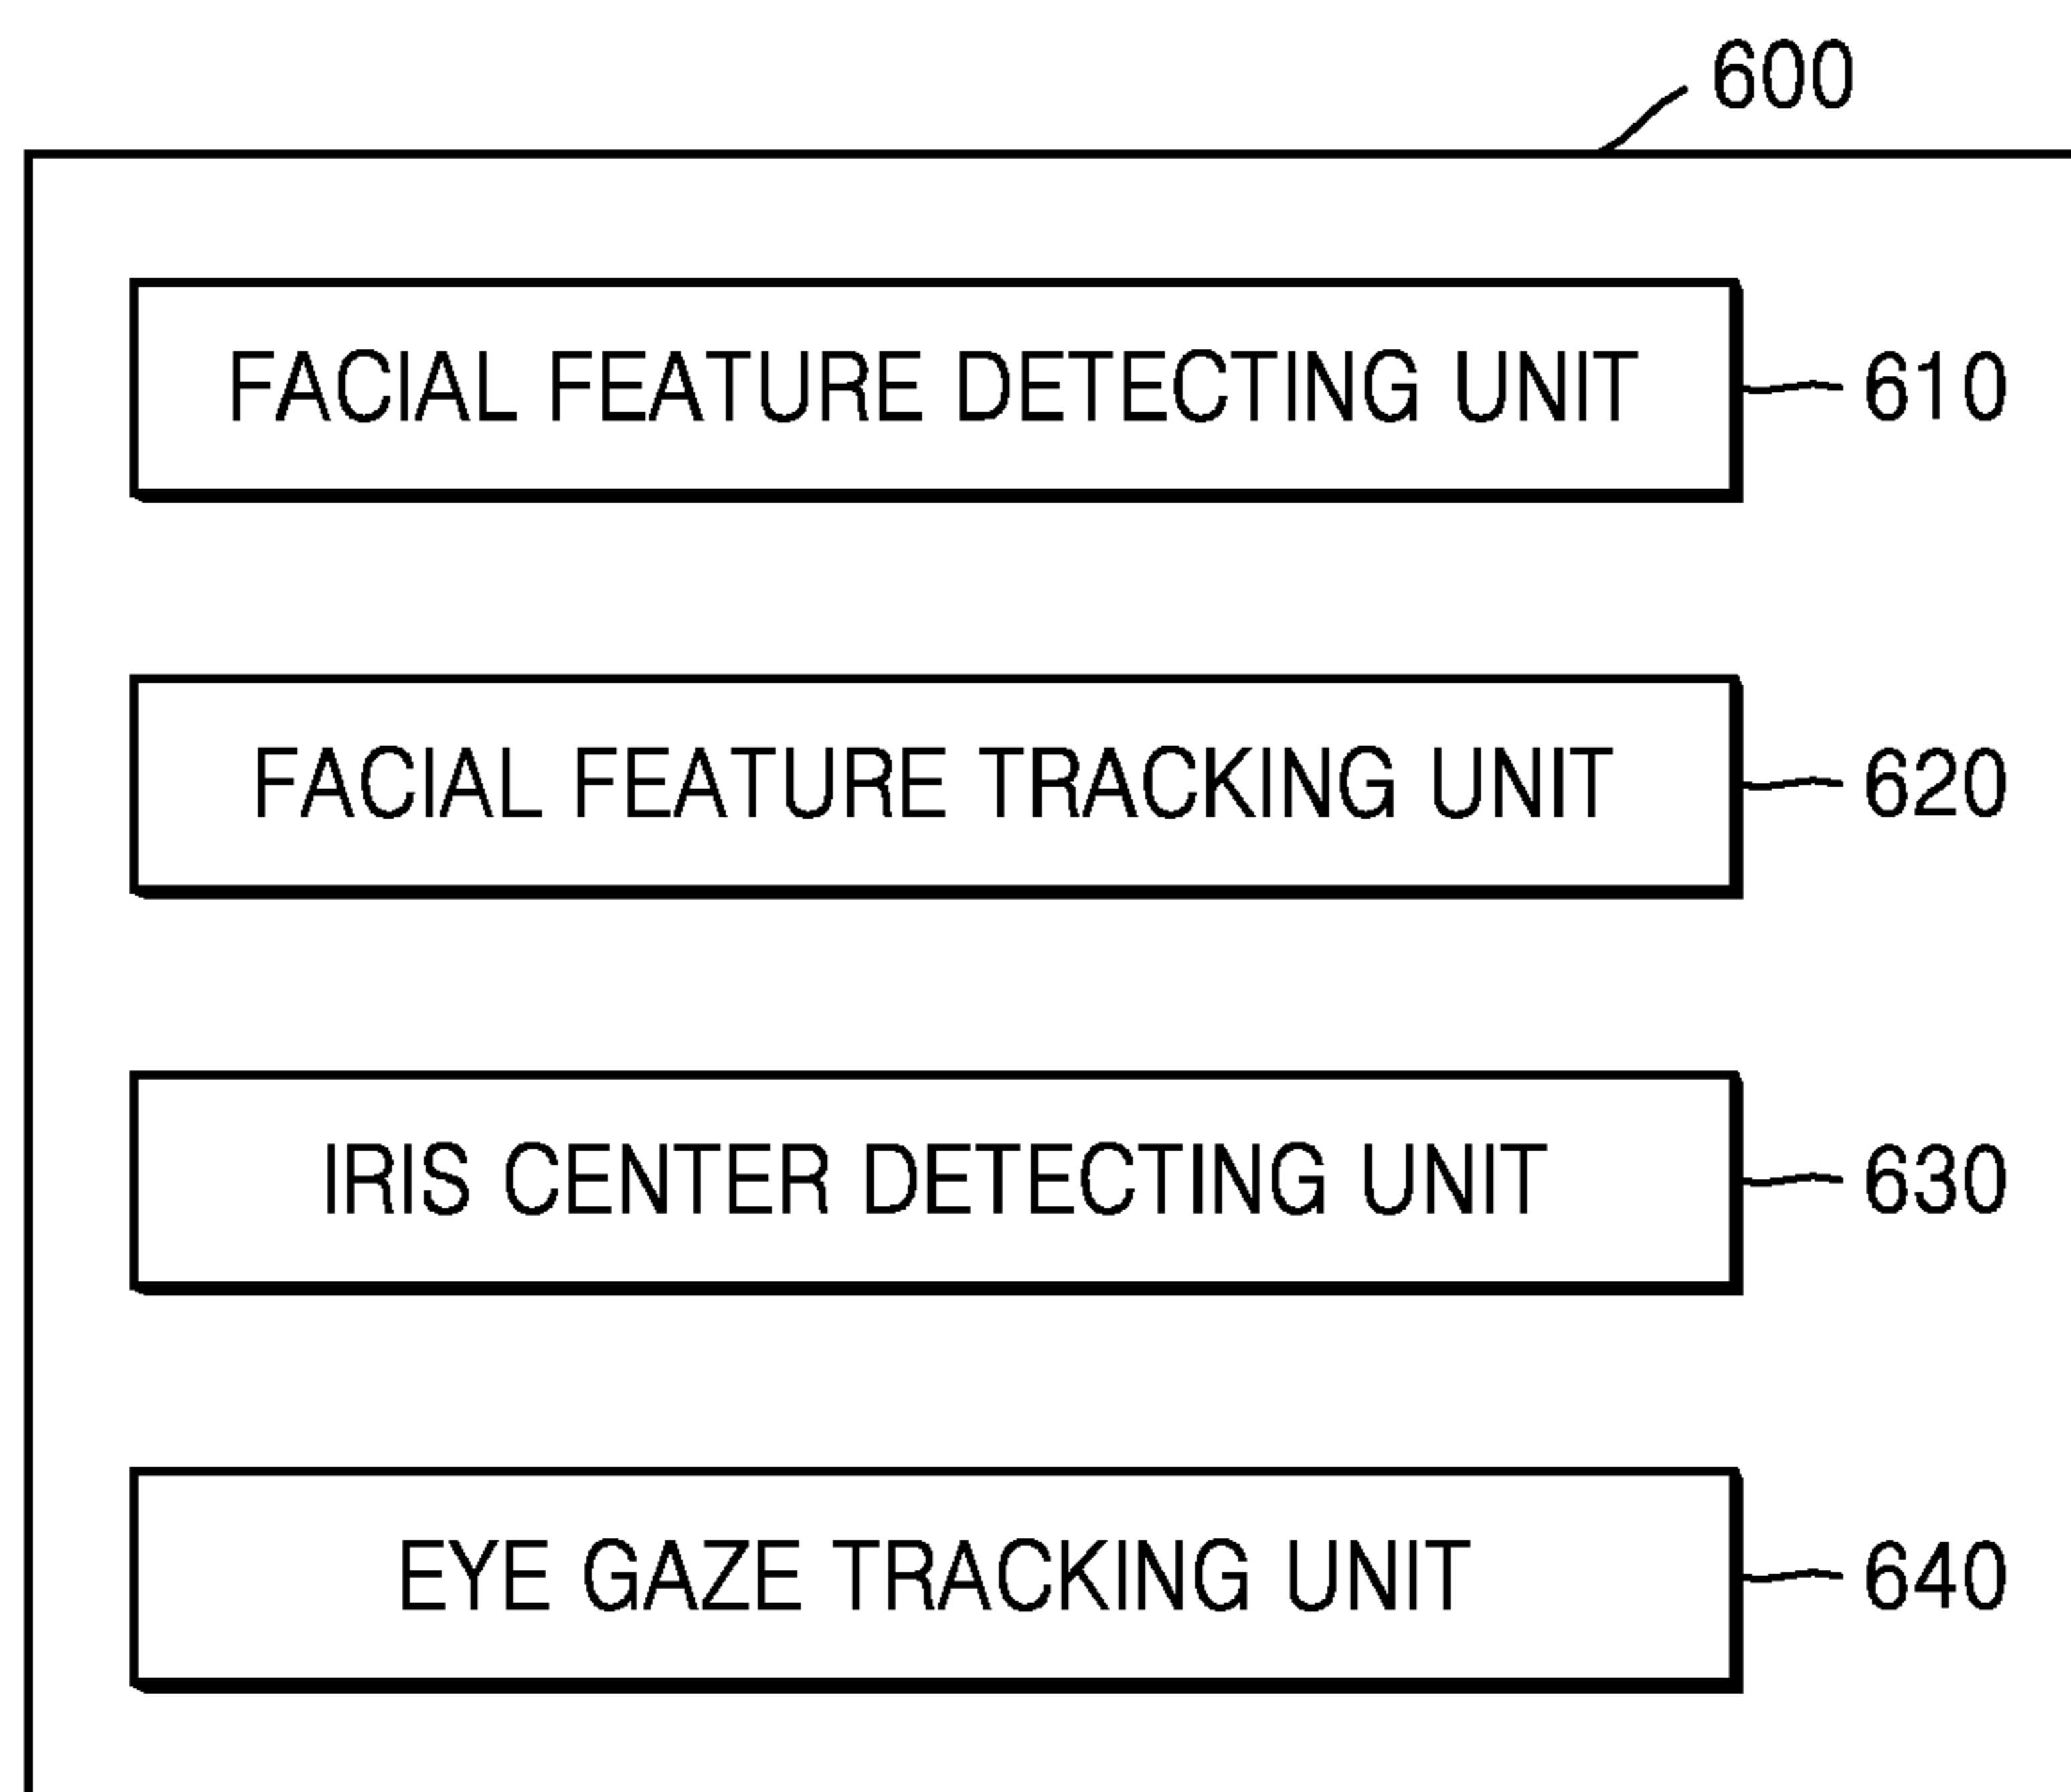 600
FACIAL FEATURE DETECTING UNIT 610
FACIAL FEATURE TRACKING UNIT 620
IRIS CENTER DETECTING UNIT 630
EYE GAZE TRACKING UNIT 640